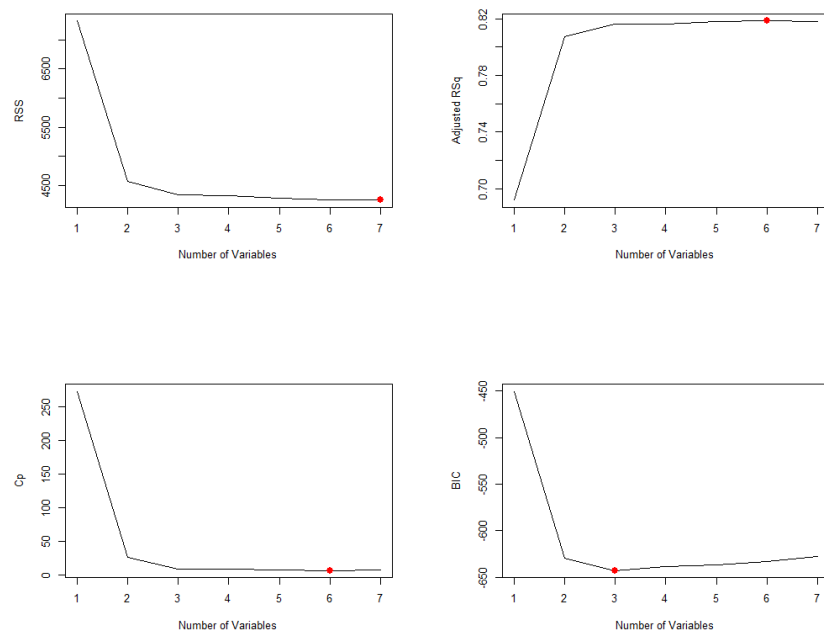 RSS
6500
5500
4500
1 2 3 4 5 6 7
Number of Variables
Adjusted RSq
0.82
0.78
0.74
0.70
1 2 3 4 5 6 7
Number of Variables
Cp
250
200
150
100
50
0
1 2 3 4 5 6 7
Number of Variables
BIC
-450
-500
-550
-600
-650
1 2 3 4 5 6 7
Number of Variables